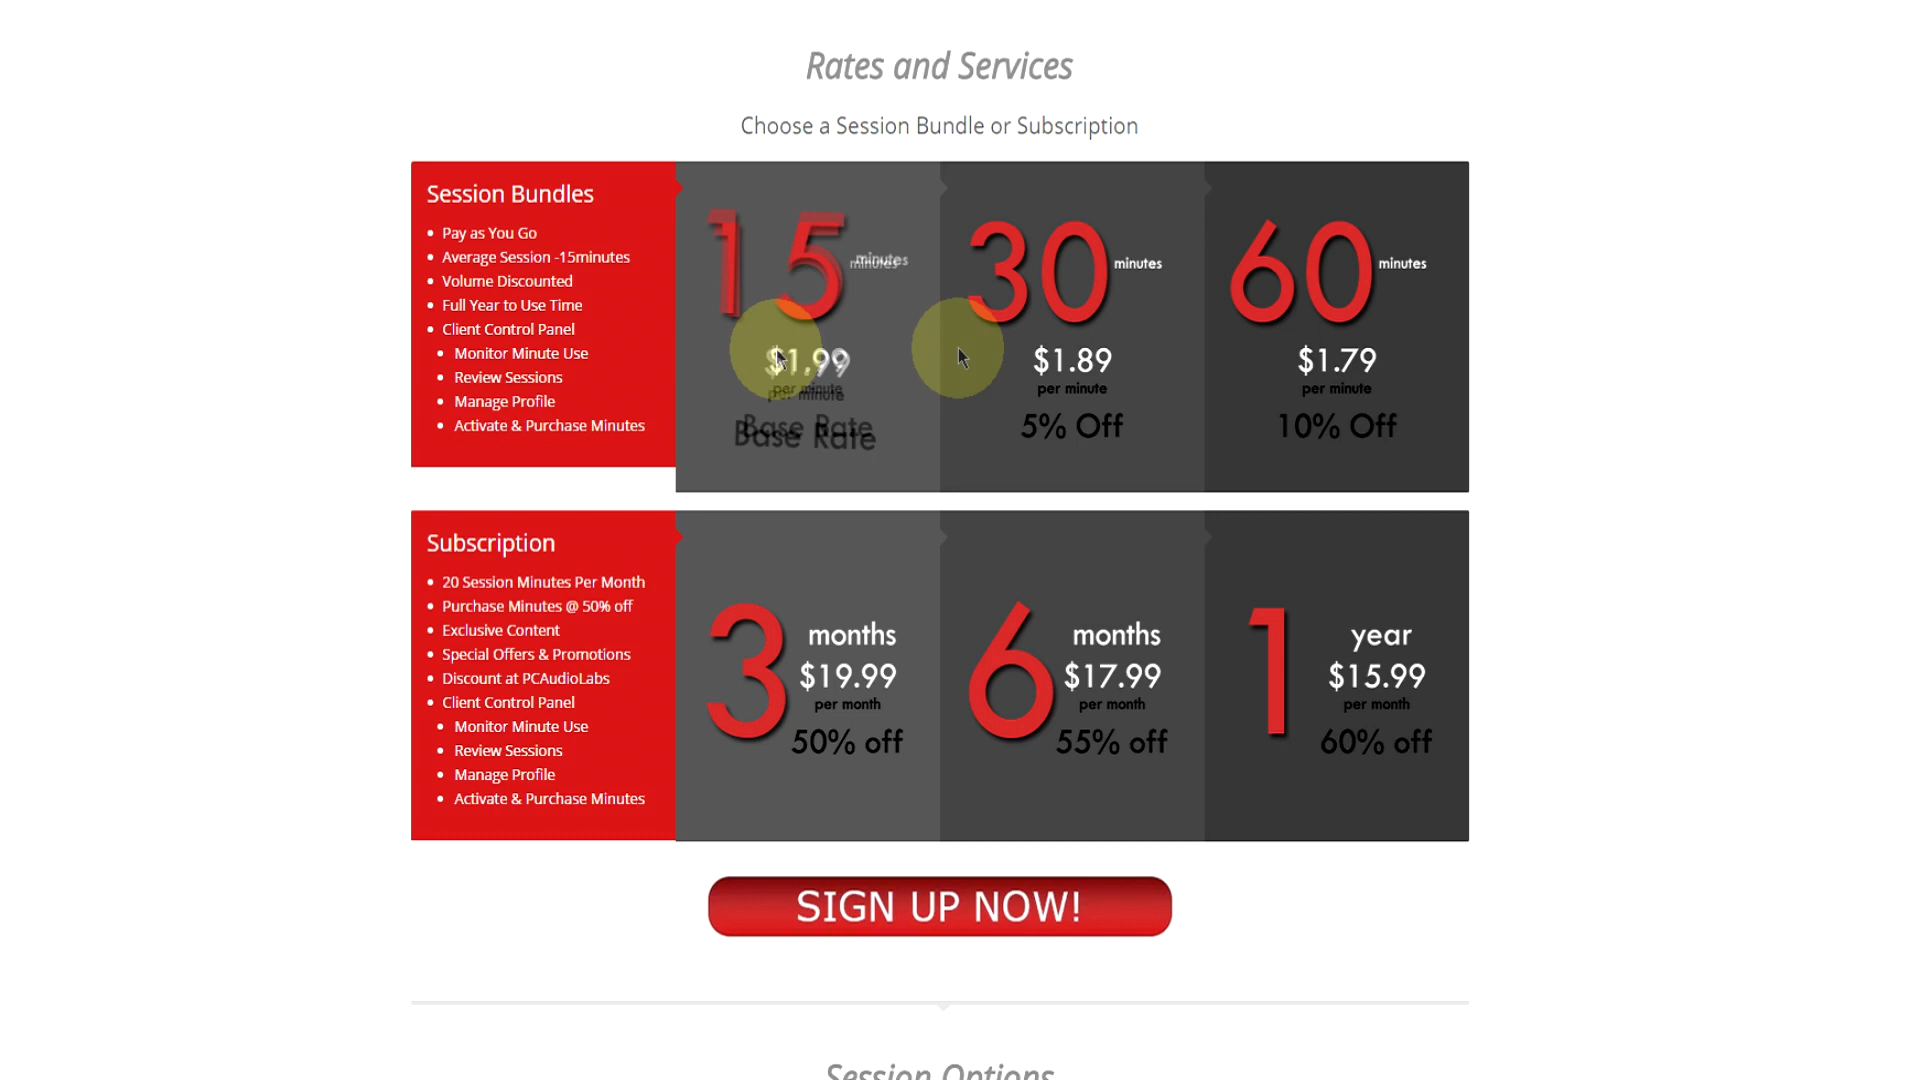 Rates and Services
Choose a Session Bundle or Subscription
Session Bundles
• Pay as You Go
• Average Session -15minutes
• Volume Discounted
• Full Year to Use Time
• Client Control Panel
• Monitor Minute Use
• Review Sessions
• Manage Profile
• Activate & Purchase Minutes
15 minutes
$1.99
per minute
Base Rate
30 minutes
$1.89
per minute
5% Off
60 minutes
$1.79
per minute
10% Off
Subscription
• 20 Session Minutes Per Month
• Purchase Minutes @ 50% off
• Exclusive Content
• Special Offers & Promotions
• Discount at PCAudioLabs
• Client Control Panel
• Monitor Minute Use
• Review Sessions
• Manage Profile
• Activate & Purchase Minutes
3 months
$19.99
per month
50% off
6 months
$17.99
per month
55% off
1 year
$15.99
per month
60% off
SIGN UP NOW!
Session Options